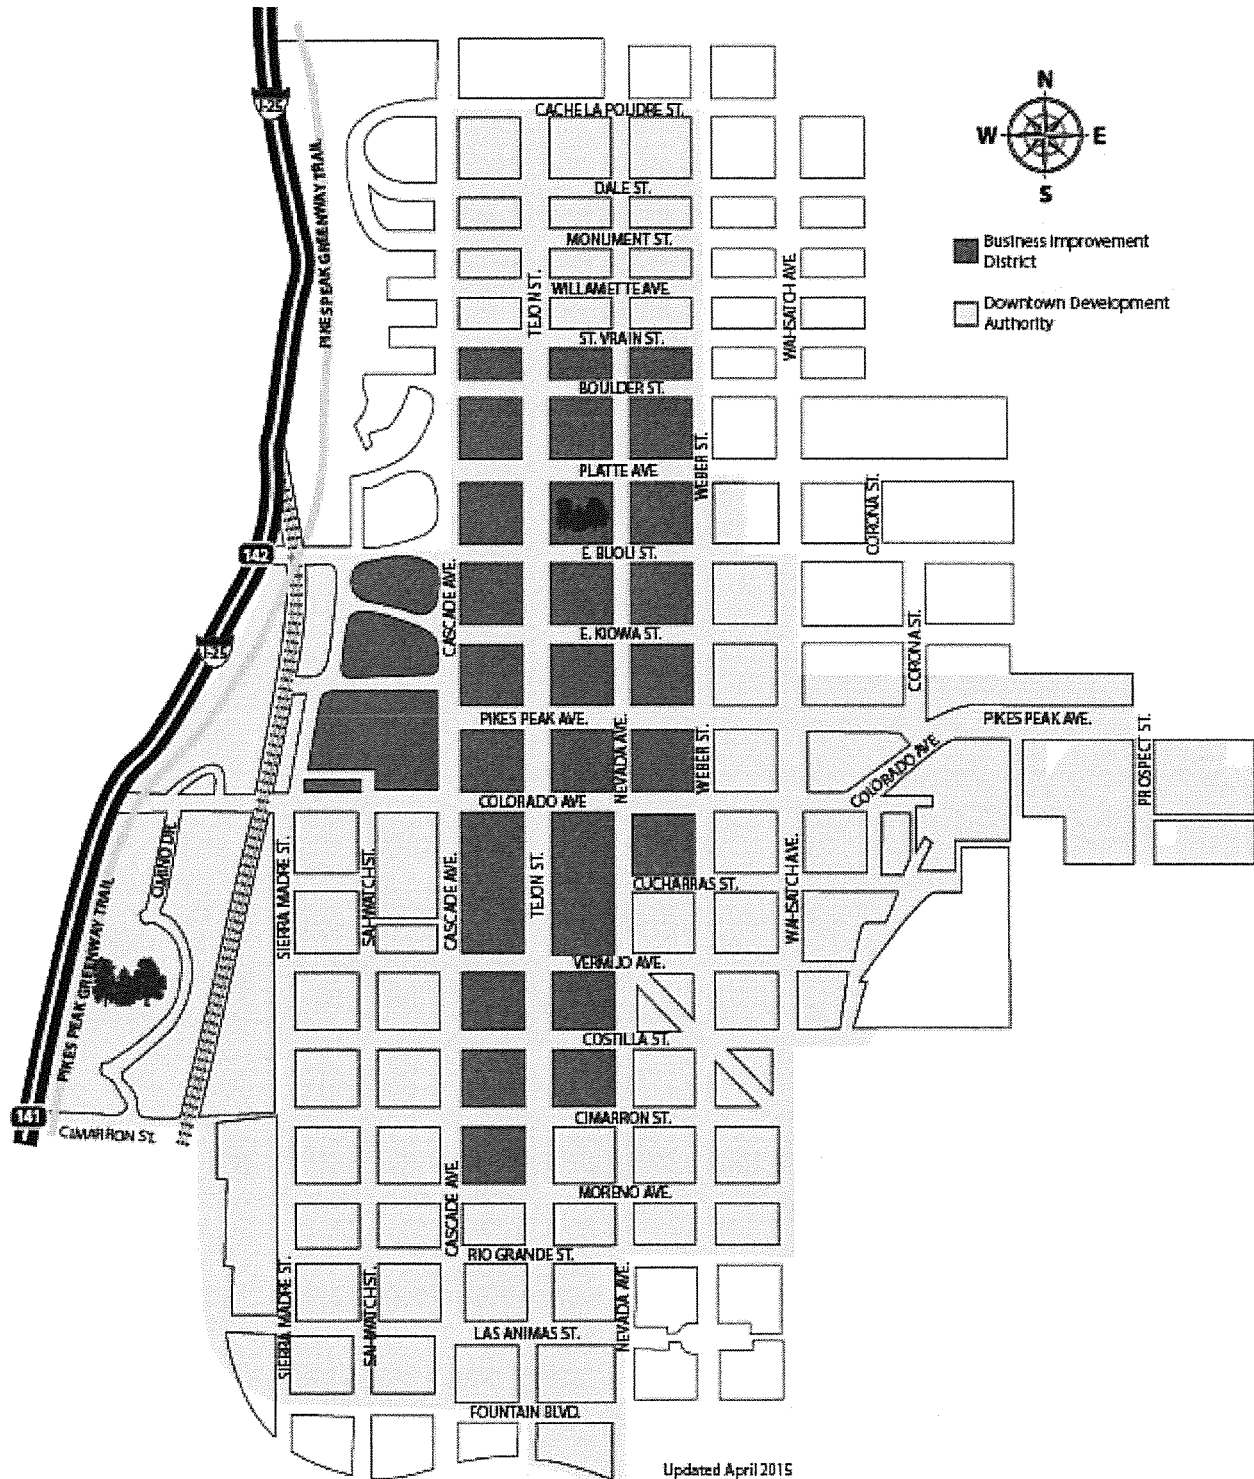 I-25
CACHE LA POUDRE ST.
N
W
E
S
PIKES PEAK GREENWAY TRAIL
DALE ST.
MONUMENT ST.
Business Improvement
District
TEJON ST.
WILLAMETTE AVE.
WAHSATCH AVE.
Downtown Development
Authority
ST. VRAIN ST.
BOULDER ST.
PLATTE AVE
WEBER ST.
CORONA ST.
142
E. BIJOU ST.
CASCADE AVE.
I-25
E. KIOWA ST.
CORONA ST.
PIKES PEAK AVE.
NEVADA AVE.
WEBER ST.
PIKES PEAK AVE.
PROSPECT ST.
COLORADO AVE
COLORADO AVE
CIMINO DR.
SIERRA MADRE ST.
SAHWATCH ST.
CASCADE AVE.
TEJON ST.
CUCHARRAS ST.
WAHSATCH AVE.
PIKES PEAK GREENWAY TRAIL
VERMIJO AVE.
COSTILLA ST.
141
CIMARRON ST.
CIMARRON ST.
CASCADE AVE.
MORENO AVE.
RIO GRANDE ST.
SIERRA MADRE ST.
SAHWATCH ST.
NEVADA AVE.
LAS ANIMAS ST.
FOUNTAIN BLVD.
Updated April 2015